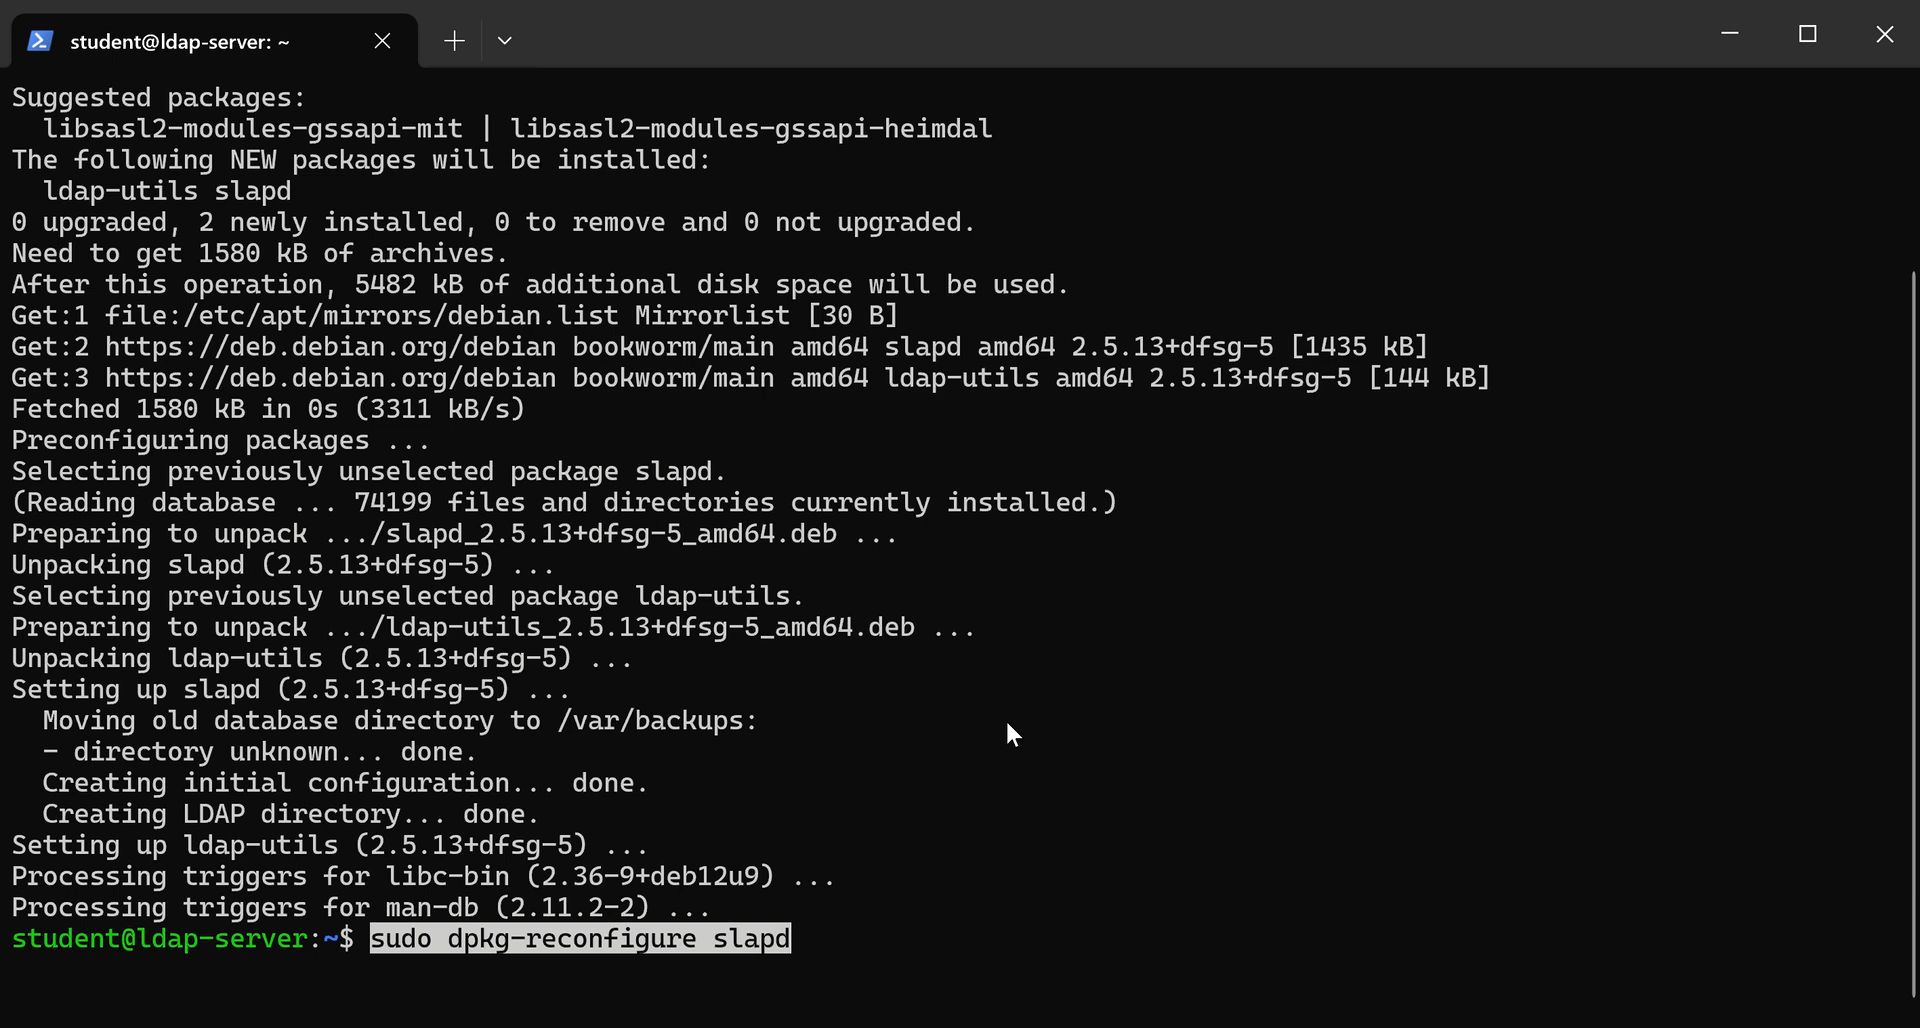 student@ldap-server: ~
Suggested packages:
  libsasl2-modules-gssapi-mit | libsasl2-modules-gssapi-heimdal
The following NEW packages will be installed:
  ldap-utils slapd
0 upgraded, 2 newly installed, 0 to remove and 0 not upgraded.
Need to get 1580 kB of archives.
After this operation, 5482 kB of additional disk space will be used.
Get:1 file:/etc/apt/mirrors/debian.list Mirrorlist [30 B]
Get:2 https://deb.debian.org/debian bookworm/main amd64 slapd amd64 2.5.13+dfsg-5 [1435 kB]
Get:3 https://deb.debian.org/debian bookworm/main amd64 ldap-utils amd64 2.5.13+dfsg-5 [144 kB]
Fetched 1580 kB in 0s (3311 kB/s)
Preconfiguring packages ...
Selecting previously unselected package slapd.
(Reading database ... 74199 files and directories currently installed.)
Preparing to unpack .../slapd_2.5.13+dfsg-5_amd64.deb ...
Unpacking slapd (2.5.13+dfsg-5) ...
Selecting previously unselected package ldap-utils.
Preparing to unpack .../ldap-utils_2.5.13+dfsg-5_amd64.deb ...
Unpacking ldap-utils (2.5.13+dfsg-5) ...
Setting up slapd (2.5.13+dfsg-5) ...
  Moving old database directory to /var/backups:
  - directory unknown... done.
  Creating initial configuration... done.
  Creating LDAP directory... done.
Setting up ldap-utils (2.5.13+dfsg-5) ...
Processing triggers for libc-bin (2.36-9+deb12u9) ...
Processing triggers for man-db (2.11.2-2) ...
student@ldap-server:~$ sudo dpkg-reconfigure slapd